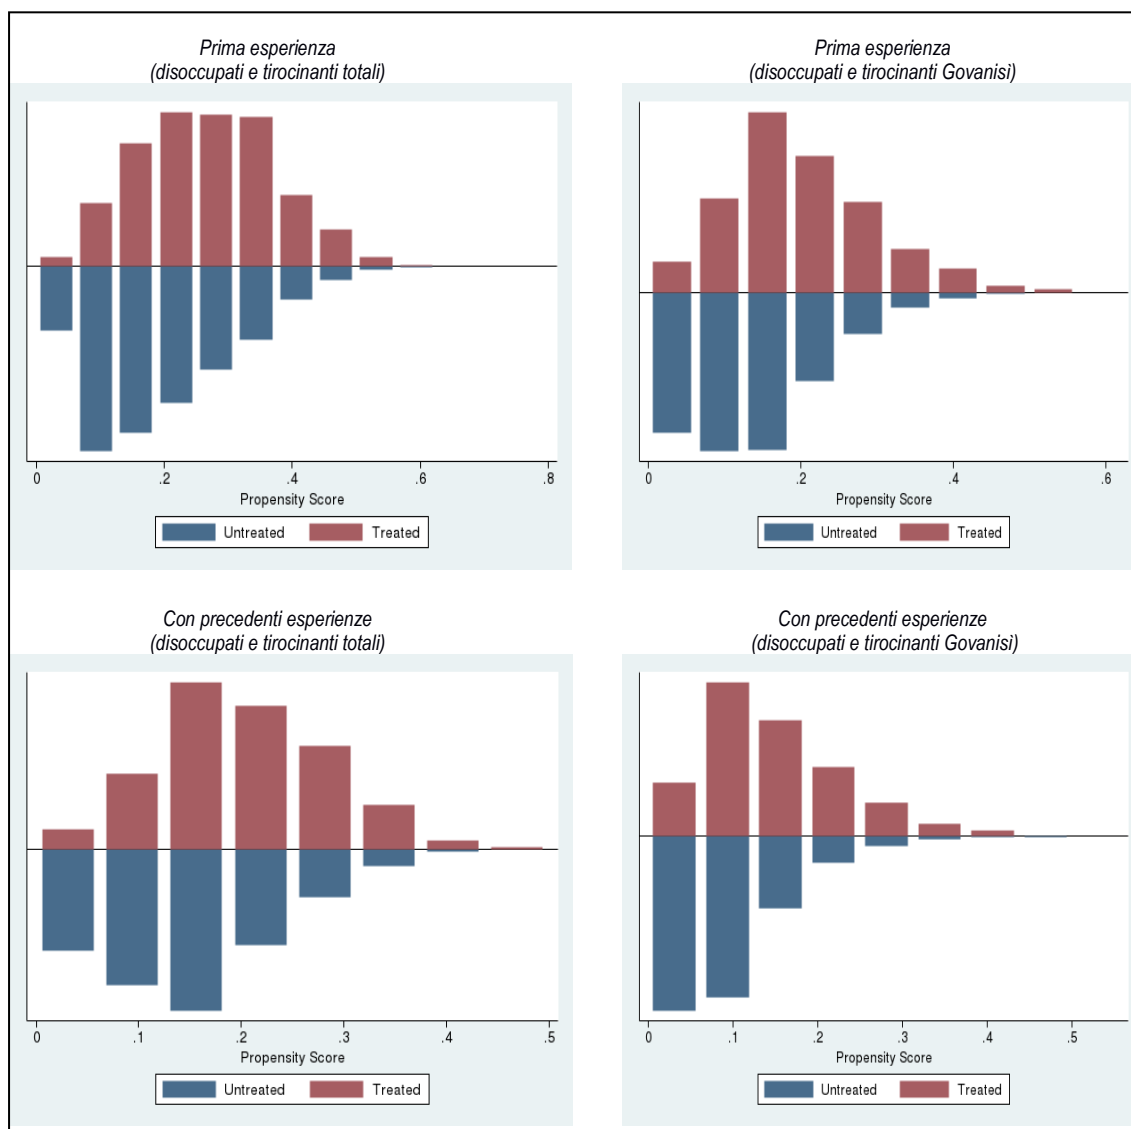 Prima esperienza
(disoccupati e tirocinanti totali)
0 .2 .4 .6 .8
Propensity Score
Untreated Treated
Prima esperienza
(disoccupati e tirocinanti Govanisì)
0 .2 .4 .6
Propensity Score
Untreated Treated
Con precedenti esperienze
(disoccupati e tirocinanti totali)
0 .1 .2 .3 .4 .5
Propensity Score
Untreated Treated
Con precedenti esperienze
(disoccupati e tirocinanti Govanisì)
0 .1 .2 .3 .4 .5
Propensity Score
Untreated Treated